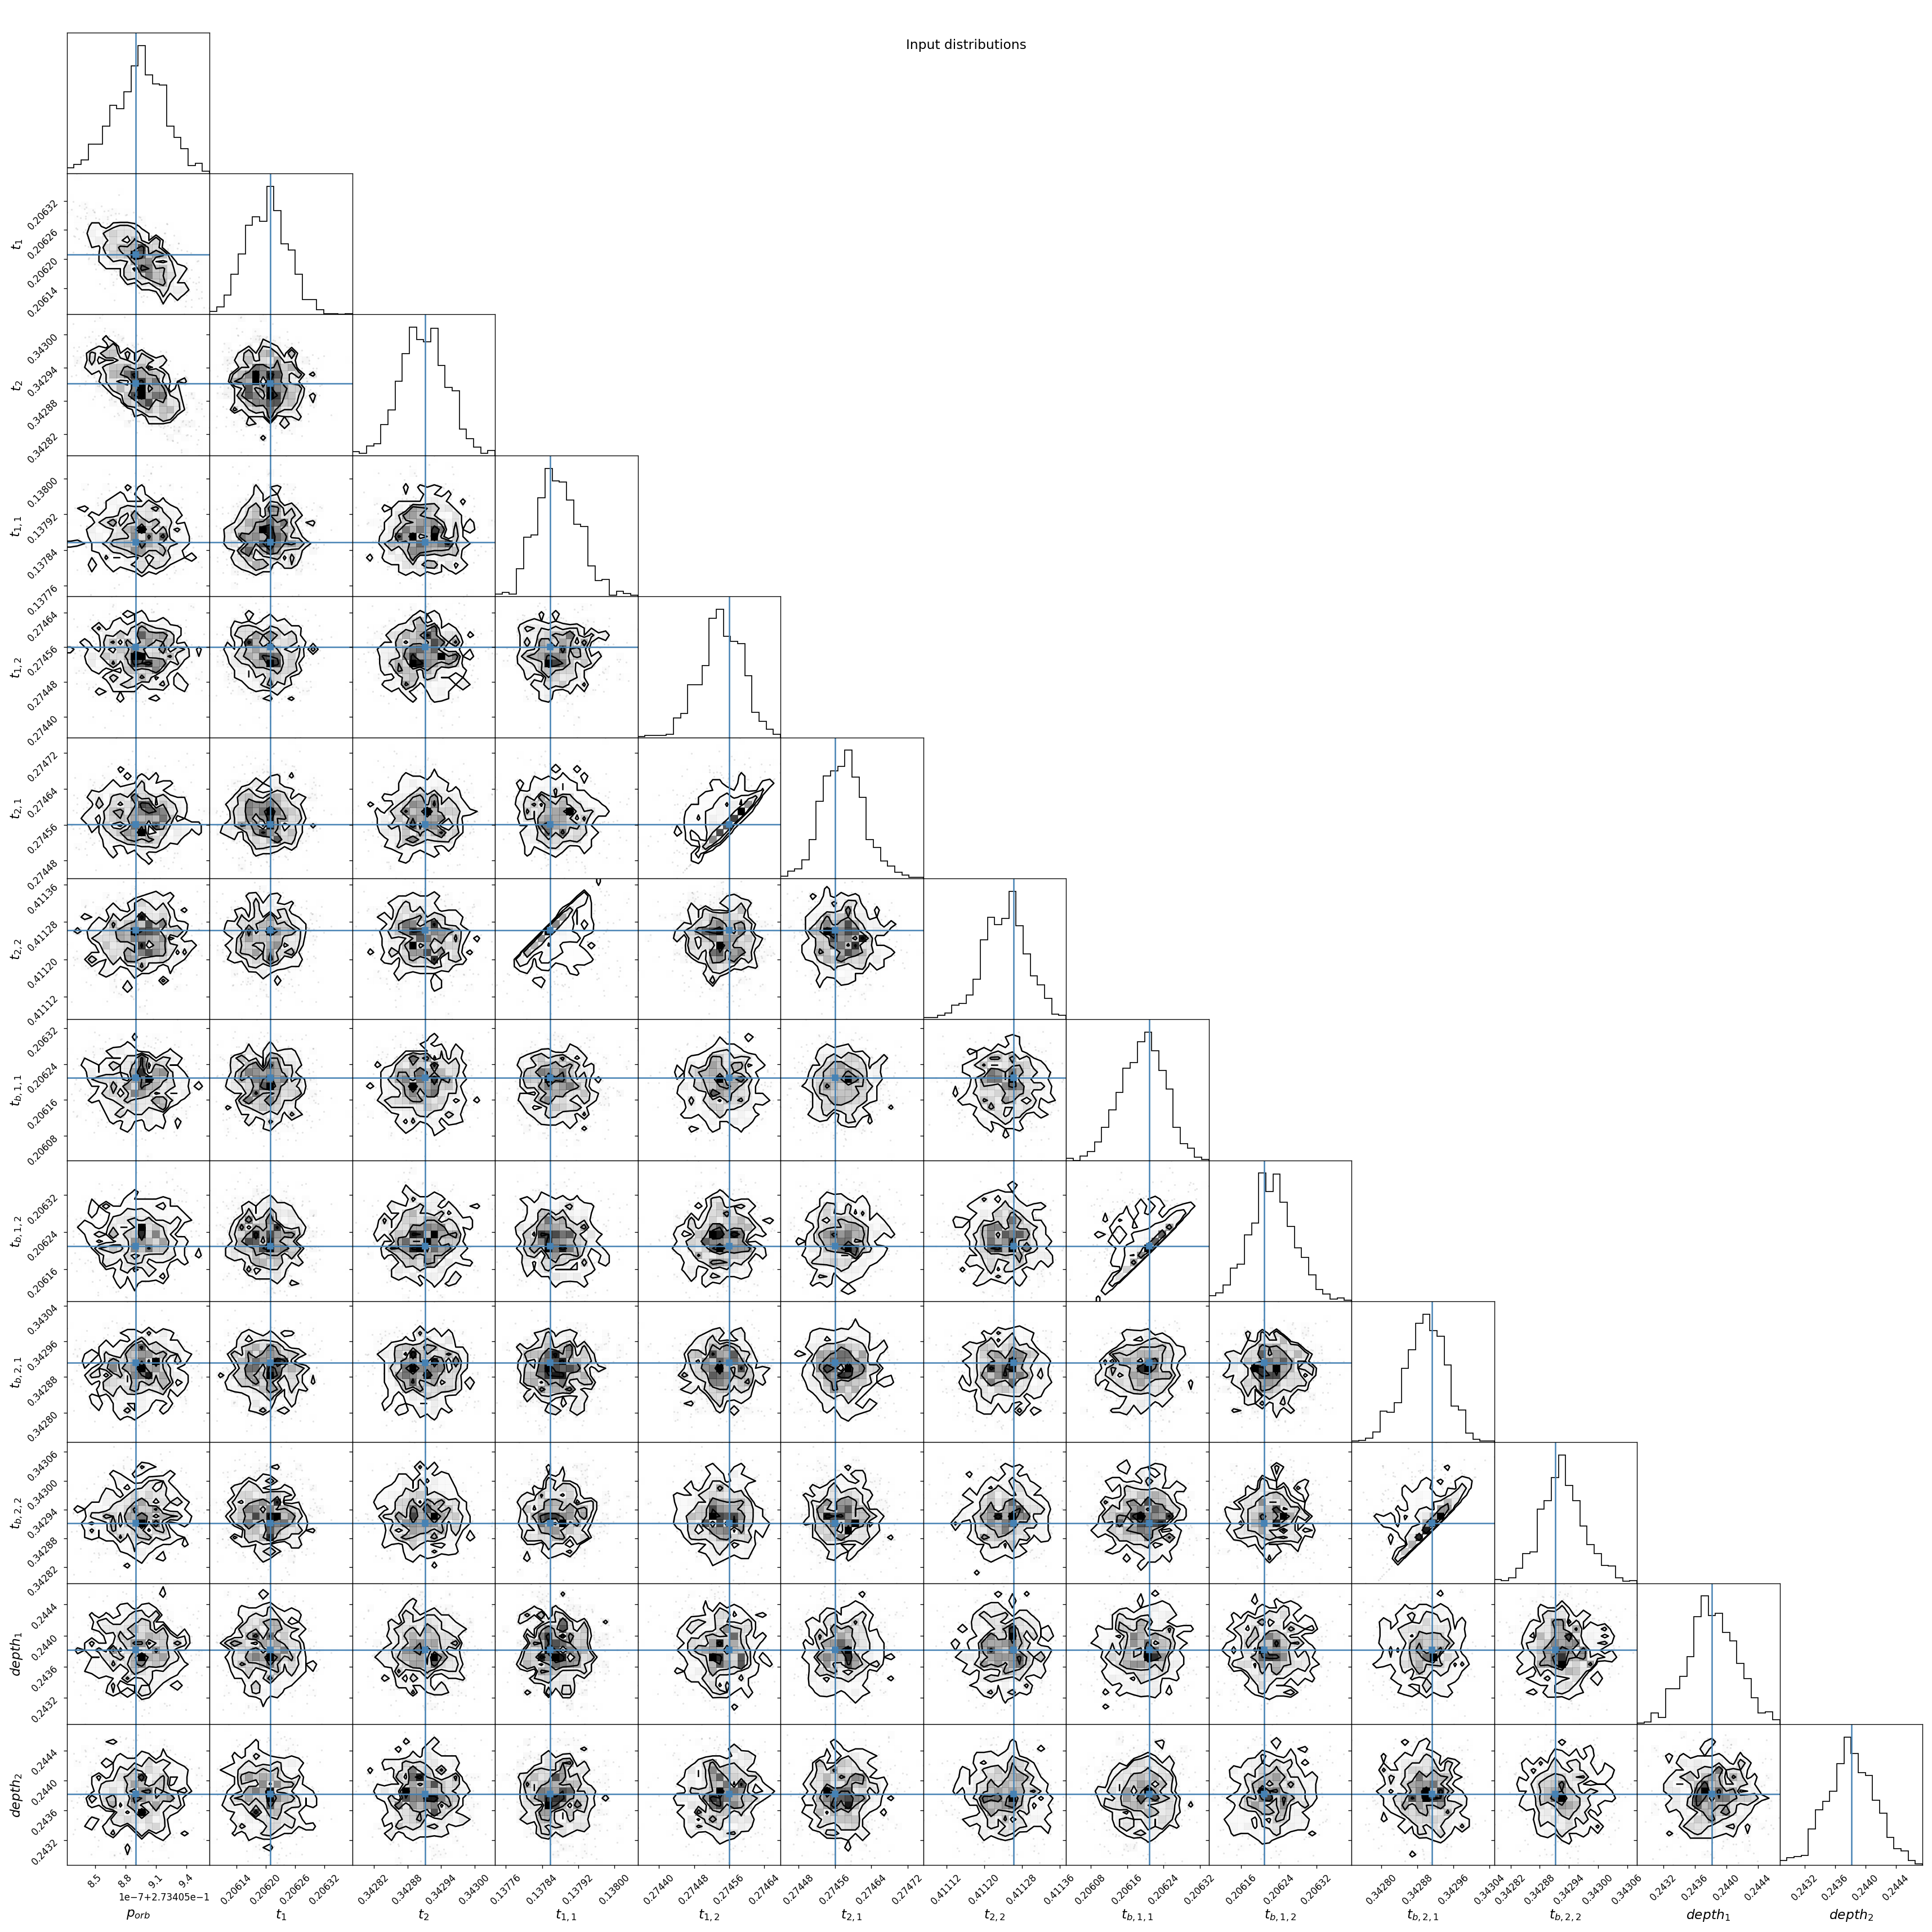 Input distributions
t1
0.20632
0.20626
0.20620
0.20614
t2
0.34300
0.34294
0.34288
0.34282
t1,1
0.13800
0.13792
0.13784
0.13776
t1,2
0.27464
0.27456
0.27448
0.27440
t2,1
0.27472
0.27464
0.27456
0.27448
t2,2
0.41136
0.41128
0.41120
0.41112
tb,1,1
0.20632
0.20624
0.20616
0.20608
tb,1,2
0.20632
0.20624
0.20616
tb,2,1
0.34304
0.34296
0.34288
0.34280
tb,2,2
0.34306
0.34300
0.34294
0.34288
0.34282
depth1
0.2444
0.2440
0.2436
0.2432
depth2
0.2444
0.2440
0.2436
0.2432
8.5 8.8 9.1 9.4
1e-7+2.73405e-1
porb
0.20614 0.20620 0.20626 0.20632
t1
0.34282 0.34288 0.34294 0.34300
t2
0.13776 0.13784 0.13792 0.13800
t1,1
0.27440 0.27448 0.27456 0.27464
t1,2
0.27448 0.27456 0.27464 0.27472
t2,1
0.41112 0.41120 0.41128 0.41136
t2,2
0.20608 0.20616 0.20624 0.20632
tb,1,1
0.20616 0.20624 0.20632
tb,1,2
0.34280 0.34288 0.34296 0.34304
tb,2,1
0.34282 0.34288 0.34294 0.34300 0.34306
tb,2,2
0.2432 0.2436 0.2440 0.2444
depth1
0.2432 0.2436 0.2440 0.2444
depth2